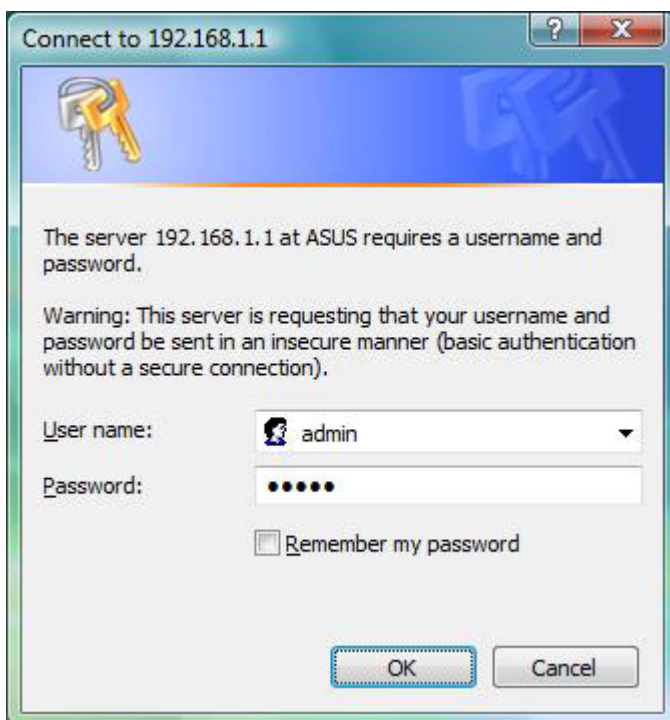 Connect to 192.168.1.1
The server 192.168.1.1 at ASUS requires a username and
password.
Warning: This server is requesting that your username and
password be sent in an insecure manner (basic authentication
without a secure connection).
User name:
admin
Password:
•••••
Remember my password
OK
Cancel